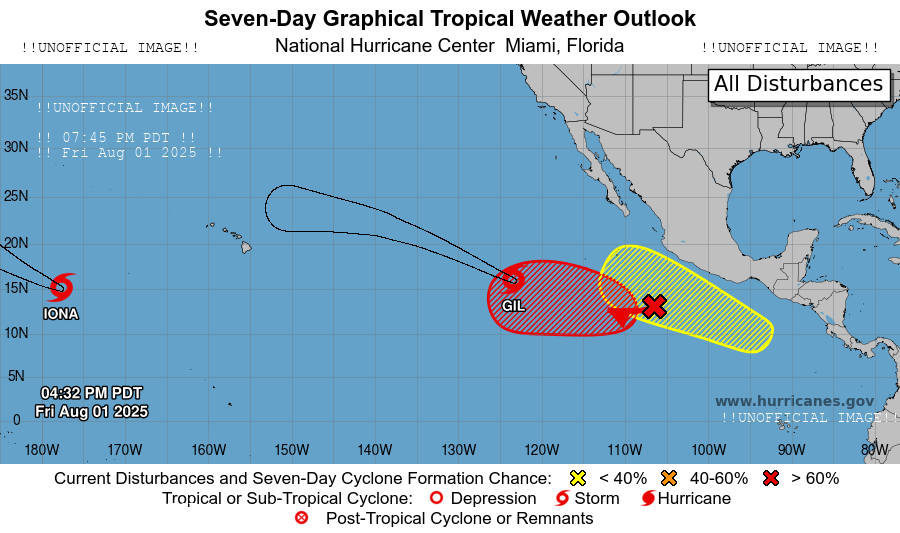 Seven-Day Graphical Tropical Weather Outlook
!!UNOFFICIAL IMAGE!! National Hurricane Center Miami, Florida !!UNOFFICIAL IMAGE!!
All Disturbances
35N
!!UNOFFICIAL IMAGE!!
!! 07:45 PM PDT !!
30N
!! Fri Aug 01 2025 !!
25N
20N
15N
GIL
IONA
10N
5N
04:32 PM PDT
Fri Aug 01 2025
www.hurricanes.gov
!!UNOFFICIAL IMAGE!!
0
180W 170W 160W 150W 140W 130W 120W 110W 100W 90W 80W
Current Disturbances and Seven-Day Cyclone Formation Chance: < 40% 40-60% > 60%
Tropical or Sub-Tropical Cyclone: Depression Storm Hurricane
Post-Tropical Cyclone or Remnants